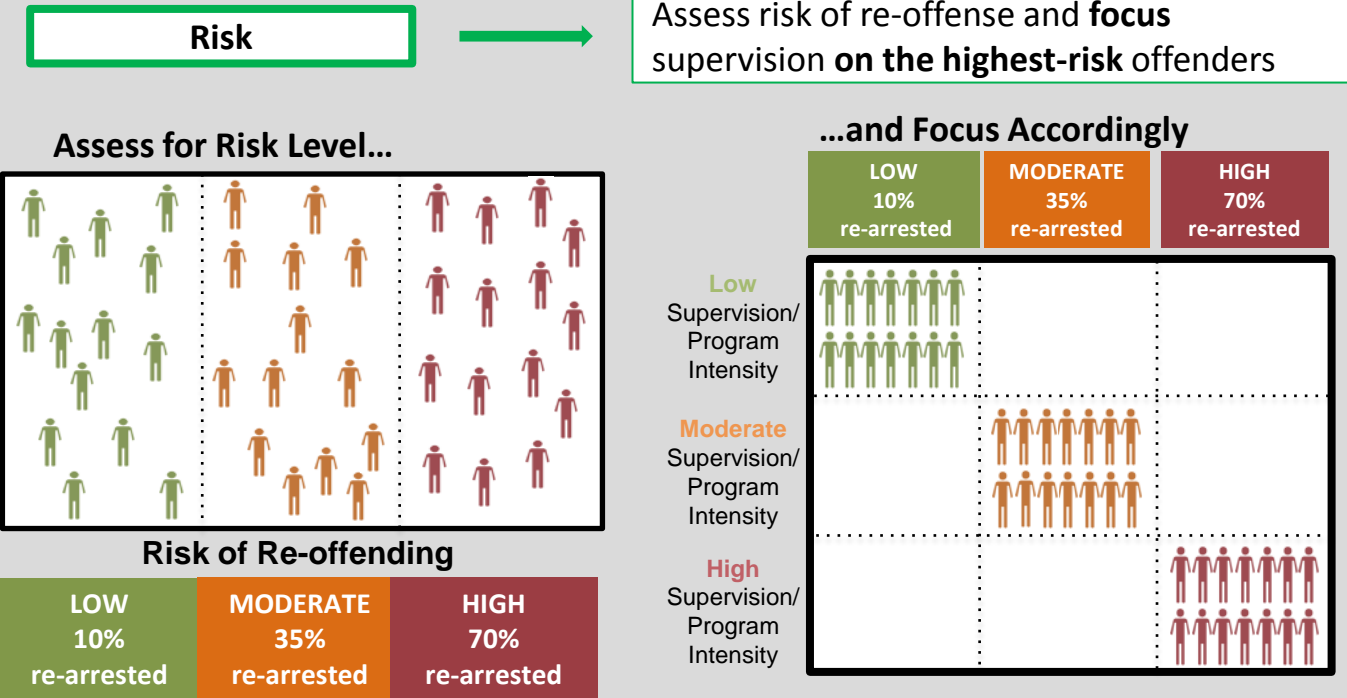 Risk
Assess risk of re-offense and focus
supervision on the highest-risk offenders
Assess for Risk Level…
Risk of Re-offending
LOW
10%
re-arrested
MODERATE
35%
re-arrested
HIGH
70%
re-arrested
…and Focus Accordingly
LOW
10%
re-arrested
MODERATE
35%
re-arrested
HIGH
70%
re-arrested
Low
Supervision/
Program
Intensity
Moderate
Supervision/
Program
Intensity
High
Supervision/
Program
Intensity